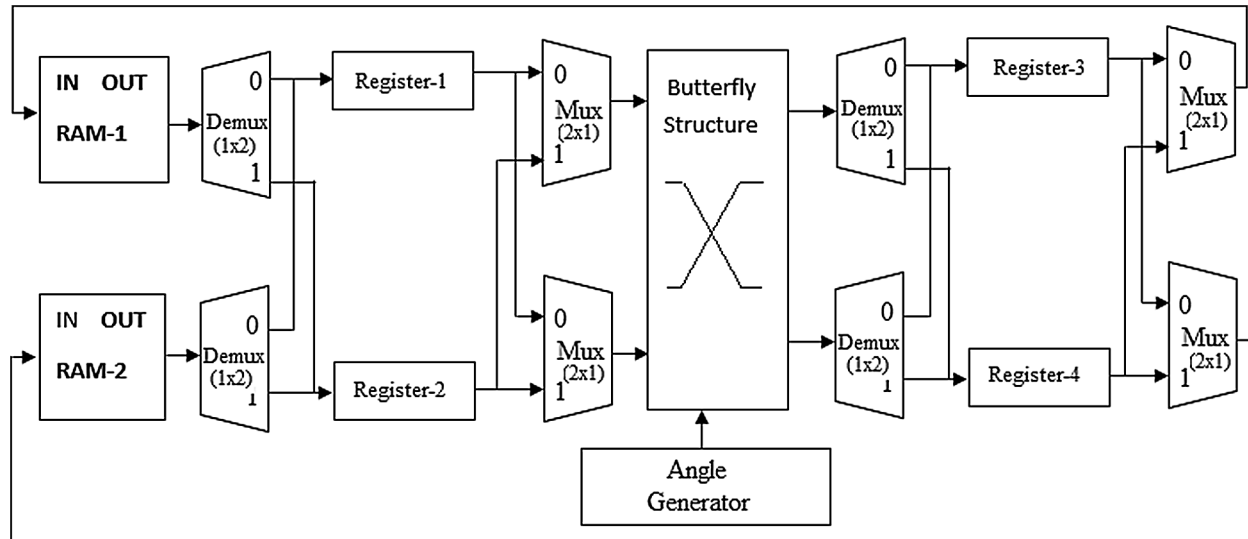 IN OUT
RAM-1
0
Demux
(1x2)
1
Register-1
0
Mux
(2x1)
1
Butterfly
Structure
0
Demux
(1x2)
1
Register-3
0
Mux
(2x1)
1
IN OUT
RAM-2
0
Demux
(1x2)
1
Register-2
0
Mux
(2x1)
1
0
Demux
(1x2)
1
Register-4
0
Mux
(2x1)
1
Angle
Generator